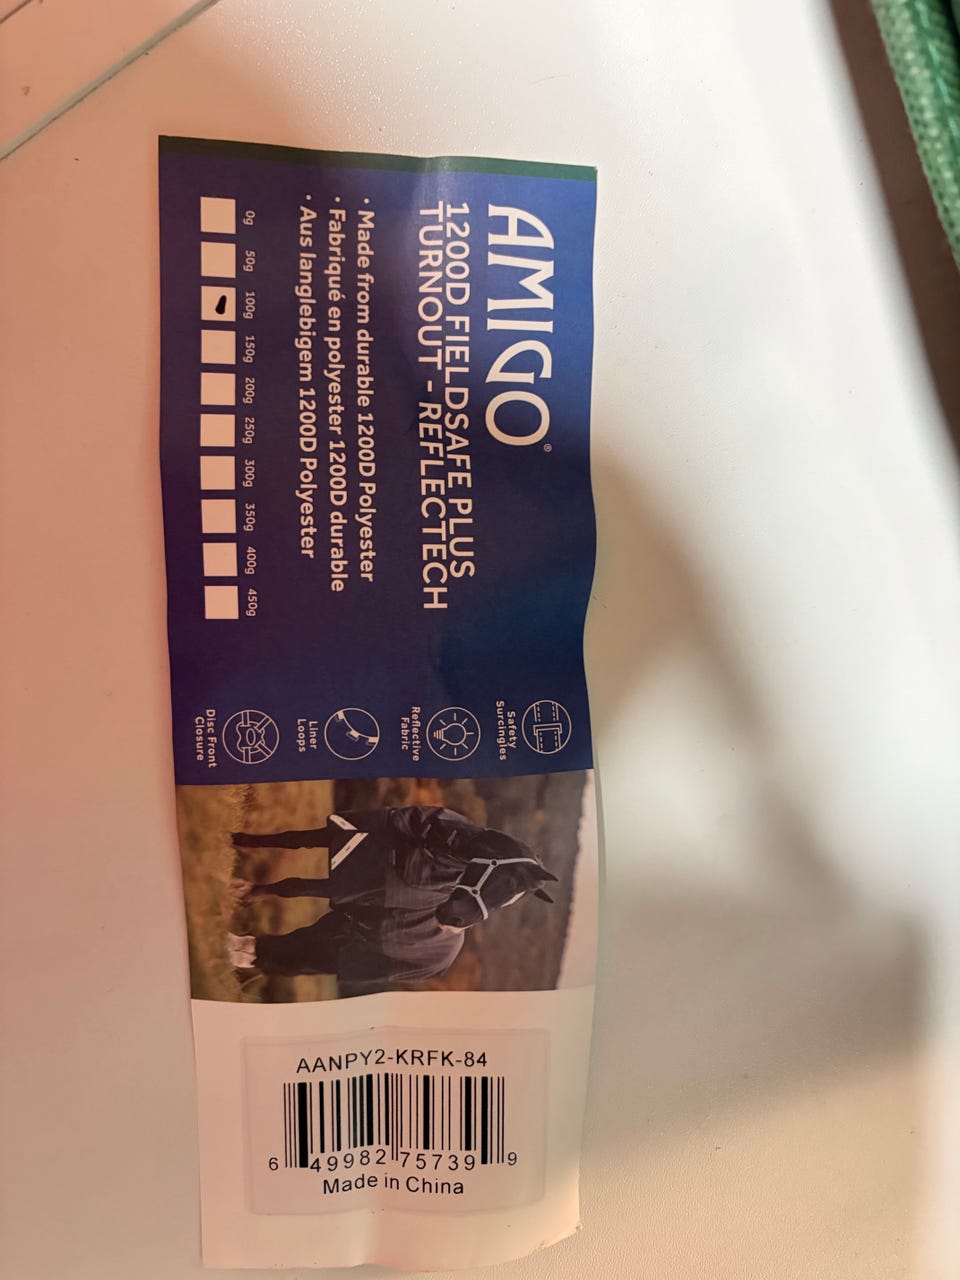 AMIGO®
1200D FIELDSAFE PLUS
TURNOUT - REFLECTECH
· Made from durable 1200D Polyester
· Fabriqué en polyester 1200D durable
· Aus langlebigem 1200D Polyester
0g 50g 100g 150g 200g 250g 300g 350g 400g 450g
Safety
Surcingles
Reflective
Fabric
Liner
Loops
Disc Front
Closure
AANPY2-KRFK-84
6 49982 75739 9
Made in China